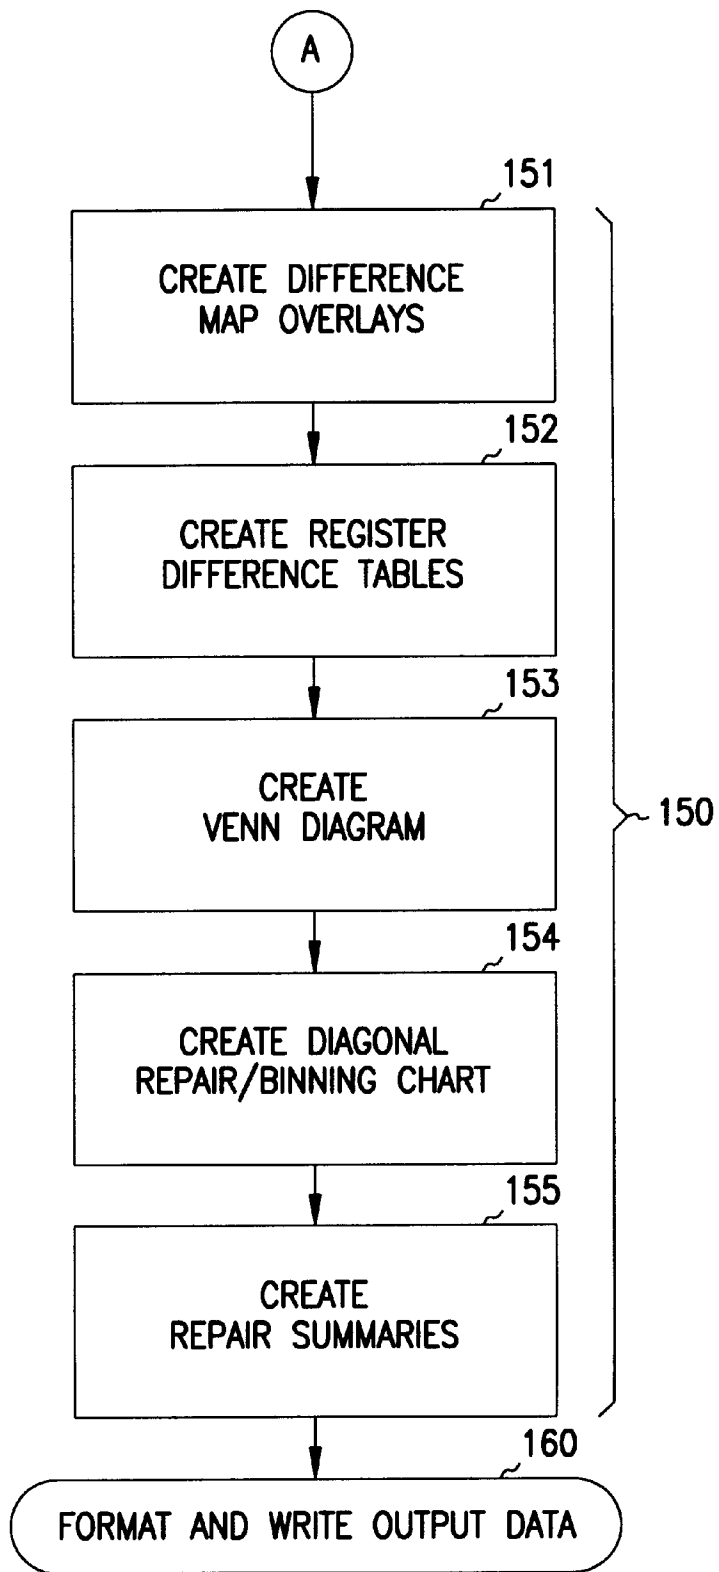 A
151
CREATE DIFFERENCE
MAP OVERLAYS
152
CREATE REGISTER
DIFFERENCE TABLES
153
CREATE
VENN DIAGRAM
150
154
CREATE DIAGONAL
REPAIR/BINNING CHART
155
CREATE
REPAIR SUMMARIES
160
FORMAT AND WRITE OUTPUT DATA